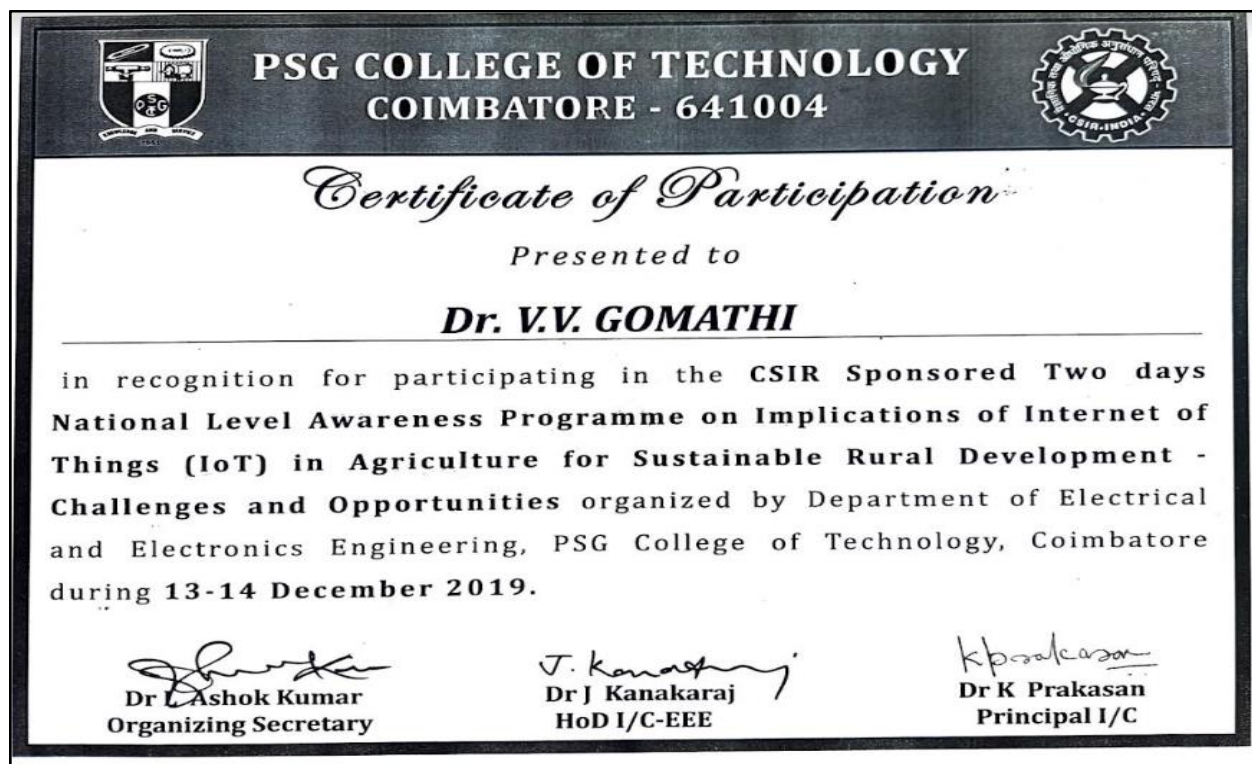 PSG COLLEGE OF TECHNOLOGY
COIMBATORE - 641004
CSIR-INDIA
Certificate of Participation
Presented to
Dr. V.V. GOMATHI
in recognition for participating in the CSIR Sponsored Two days
National Level Awareness Programme on Implications of Internet of
Things (IoT) in Agriculture for Sustainable Rural Development -
Challenges and Opportunities organized by Department of Electrical
and Electronics Engineering, PSG College of Technology, Coimbatore
during 13-14 December 2019.
J. Kanakaraj
kprakasan
Dr L Ashok Kumar
Dr J Kanakaraj
Dr K Prakasan
Organizing Secretary
HoD I/C-EEE
Principal I/C